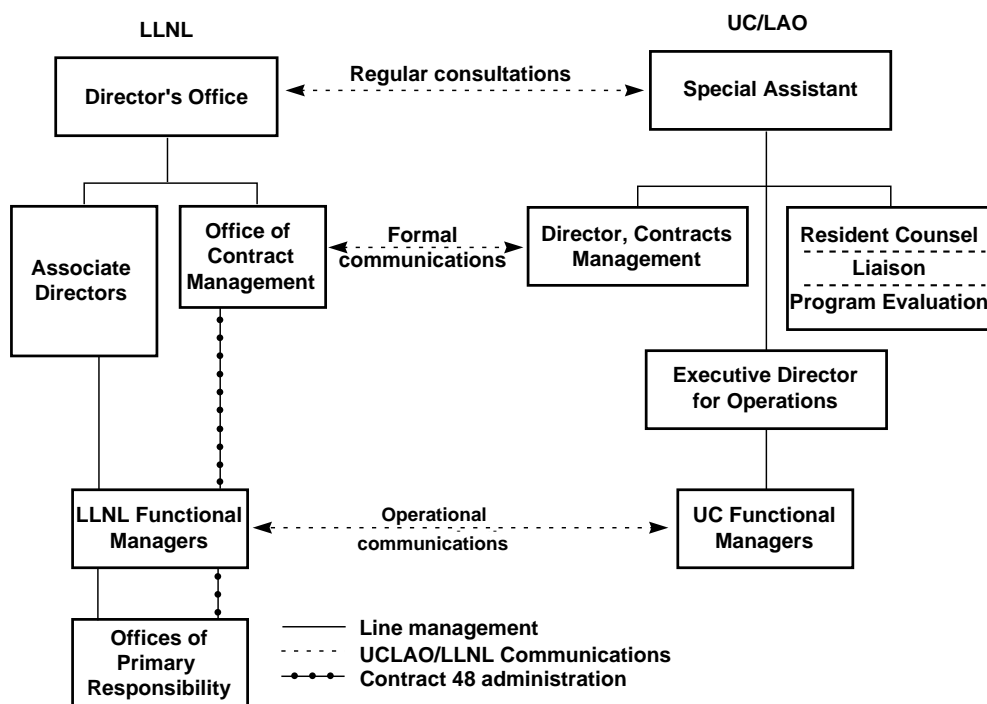 LLNL
UC/LAO
Director's Office
Regular consultations
Special Assistant
Associate
Directors
Office of
Contract
Management
Formal
communications
Director, Contracts
Management
Resident Counsel
Liaison
Program Evaluation
Executive Director
for Operations
LLNL Functional
Managers
Operational
communications
UC Functional
Managers
Offices of
Primary
Responsibility
Line management
UCLAO/LLNL Communications
Contract 48 administration